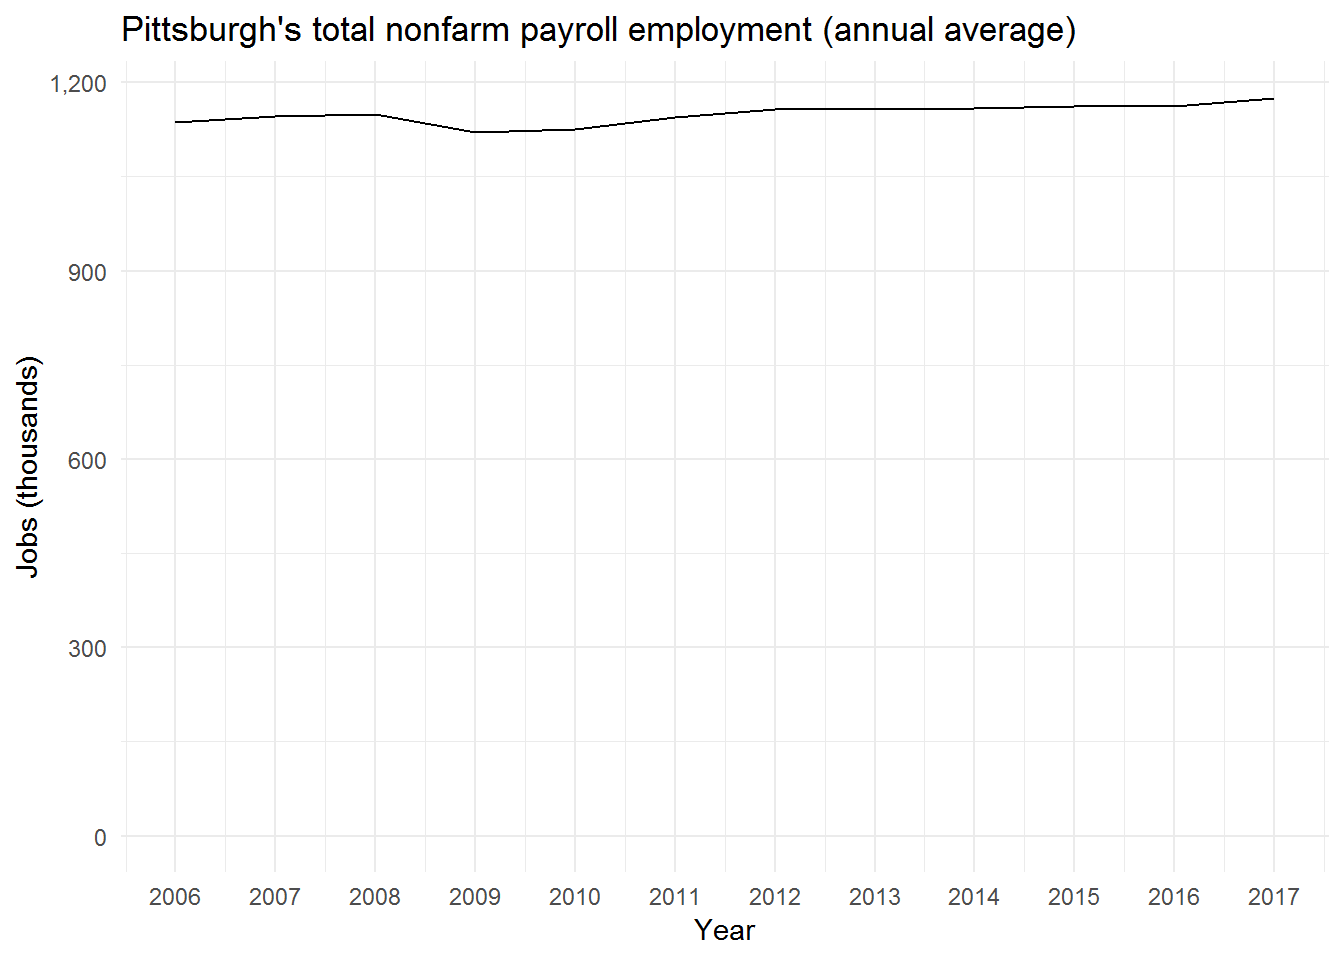 Pittsburgh's total nonfarm payroll employment (annual average)
1,200
900
600
300
0
Jobs (thousands)
2006 2007 2008 2009 2010 2011 2012 2013 2014 2015 2016 2017
Year